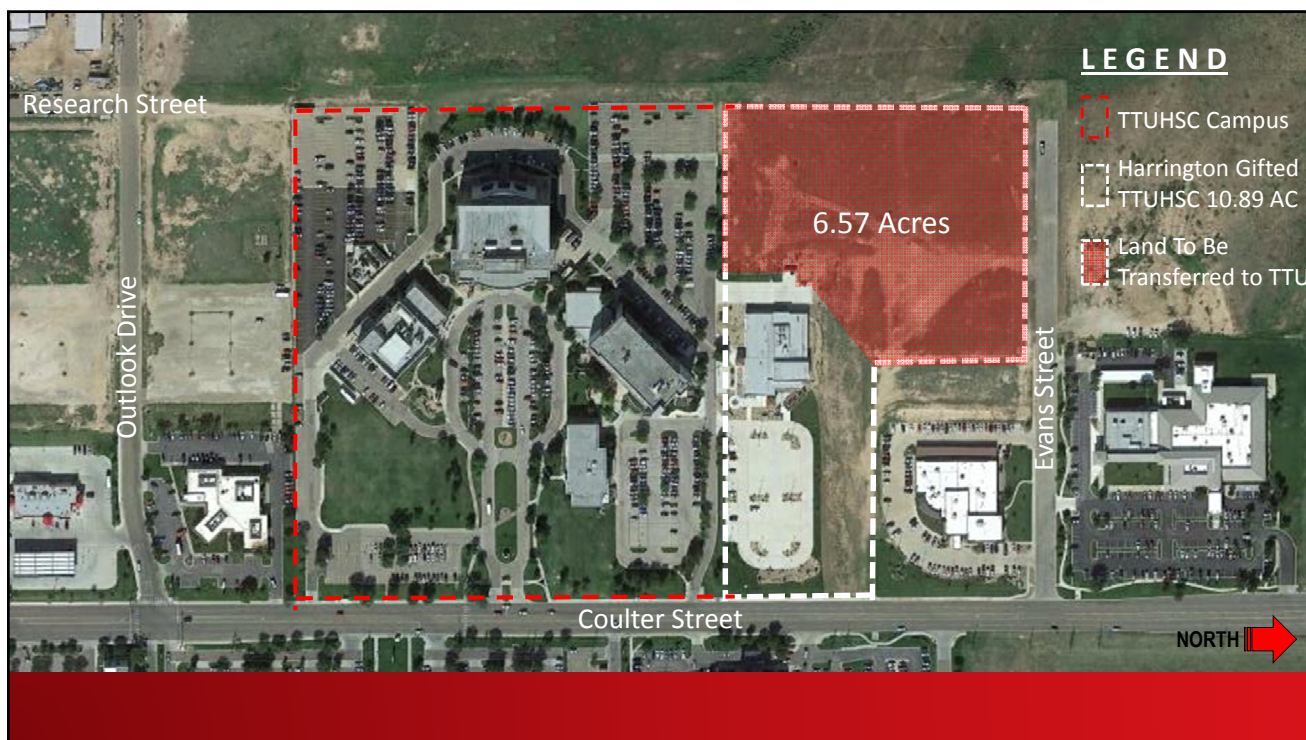 LEGEND
Research Street
TTUHSC Campus
Harrington Gifted
TTUHSC 10.89 AC
6.57 Acres
Land To Be
Transferred to TTU
Outlook Drive
Evans Street
Coulter Street
NORTH